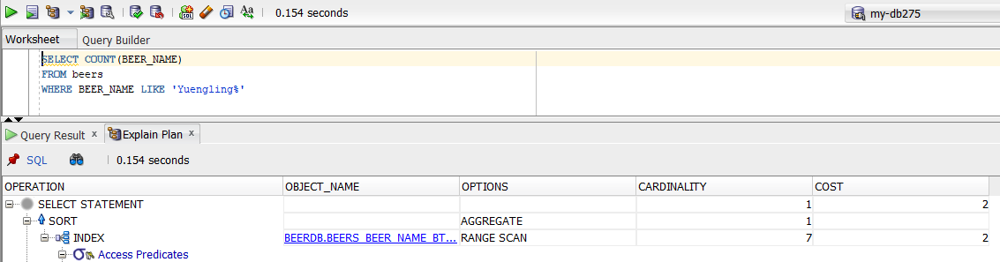 0.154 seconds
my-db275
Worksheet Query Builder
SELECT COUNT(BEER_NAME)
FROM beers
WHERE BEER_NAME LIKE 'Yuengling%'
Query Result x Explain Plan x
SQL 0.154 seconds
OPERATION OBJECT_NAME OPTIONS CARDINALITY COST
SELECT STATEMENT 1 2
SORT AGGREGATE 1
INDEX BEERDB.BEERS_BEER_NAME_BT... RANGE SCAN 7 2
Access Predicates